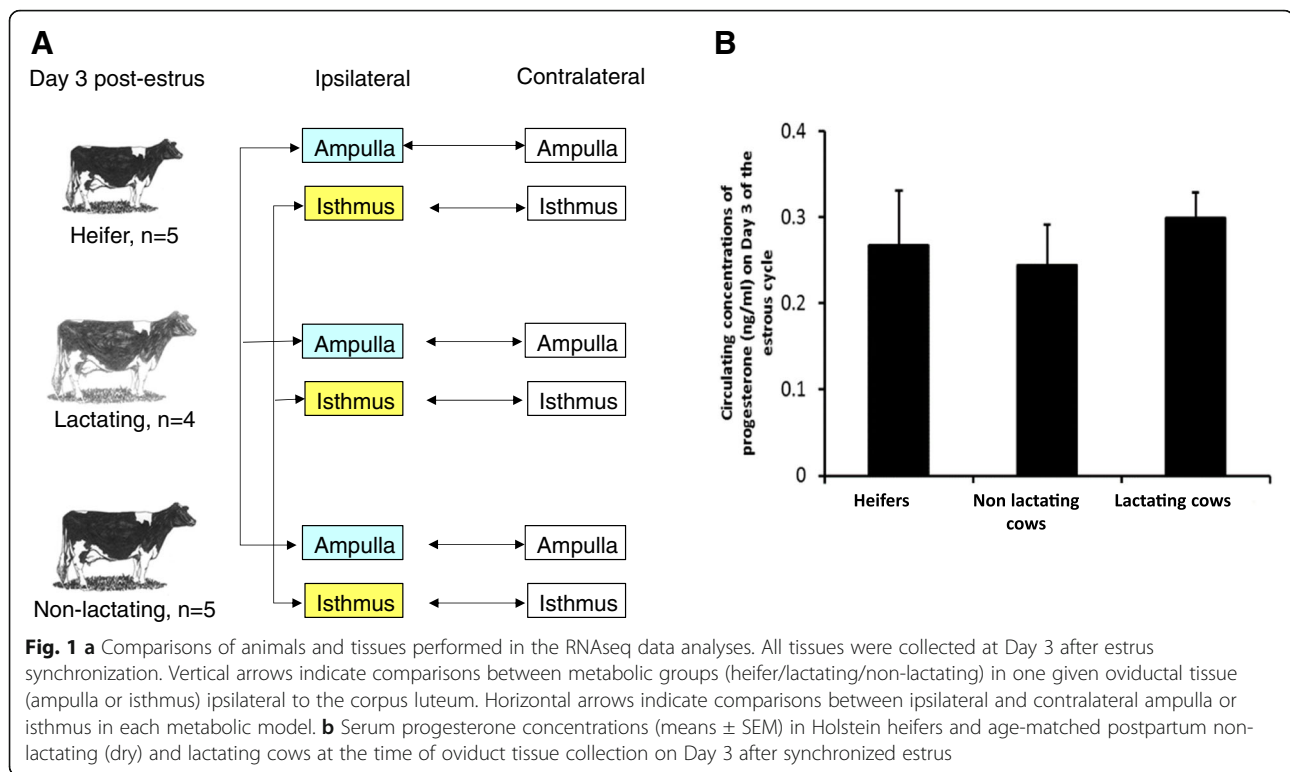 A
Day 3 post-estrus
Ipsilateral
Contralateral
Ampulla
Ampulla
Isthmus
Isthmus
Heifer, n=5
Ampulla
Ampulla
Isthmus
Isthmus
Lactating, n=4
Ampulla
Ampulla
Isthmus
Isthmus
Non-lactating, n=5
B
Circulating concentrations of
progesterone (ng/ml) on Day 3 of the
estrous cycle
0.4
0.3
0.2
0.1
0
Heifers
Non lactating
cows
Lactating cows
Fig. 1 a Comparisons of animals and tissues performed in the RNAseq data analyses. All tissues were collected at Day 3 after estrus
synchronization. Vertical arrows indicate comparisons between metabolic groups (heifer/lactating/non-lactating) in one given oviductal tissue
(ampulla or isthmus) ipsilateral to the corpus luteum. Horizontal arrows indicate comparisons between ipsilateral and contralateral ampulla or
isthmus in each metabolic model. b Serum progesterone concentrations (means ± SEM) in Holstein heifers and age-matched postpartum non-
lactating (dry) and lactating cows at the time of oviduct tissue collection on Day 3 after synchronized estrus